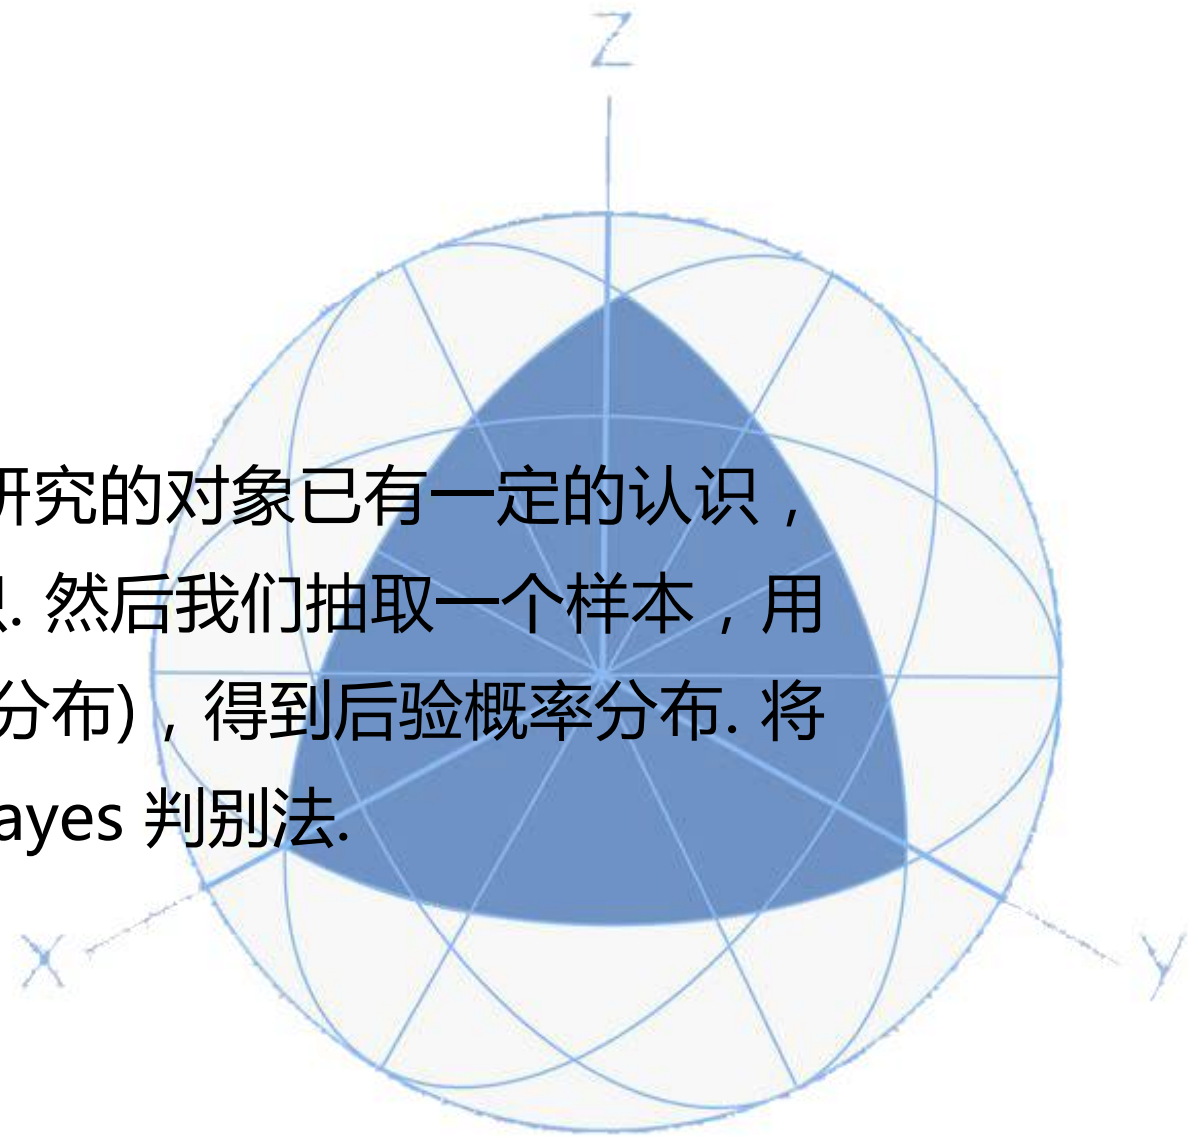 Z
研究的对象已有一定的认识，
. 然后我们抽取一个样本，用
分布)，得到后验概率分布. 将
ayes 判别法.
X
Y